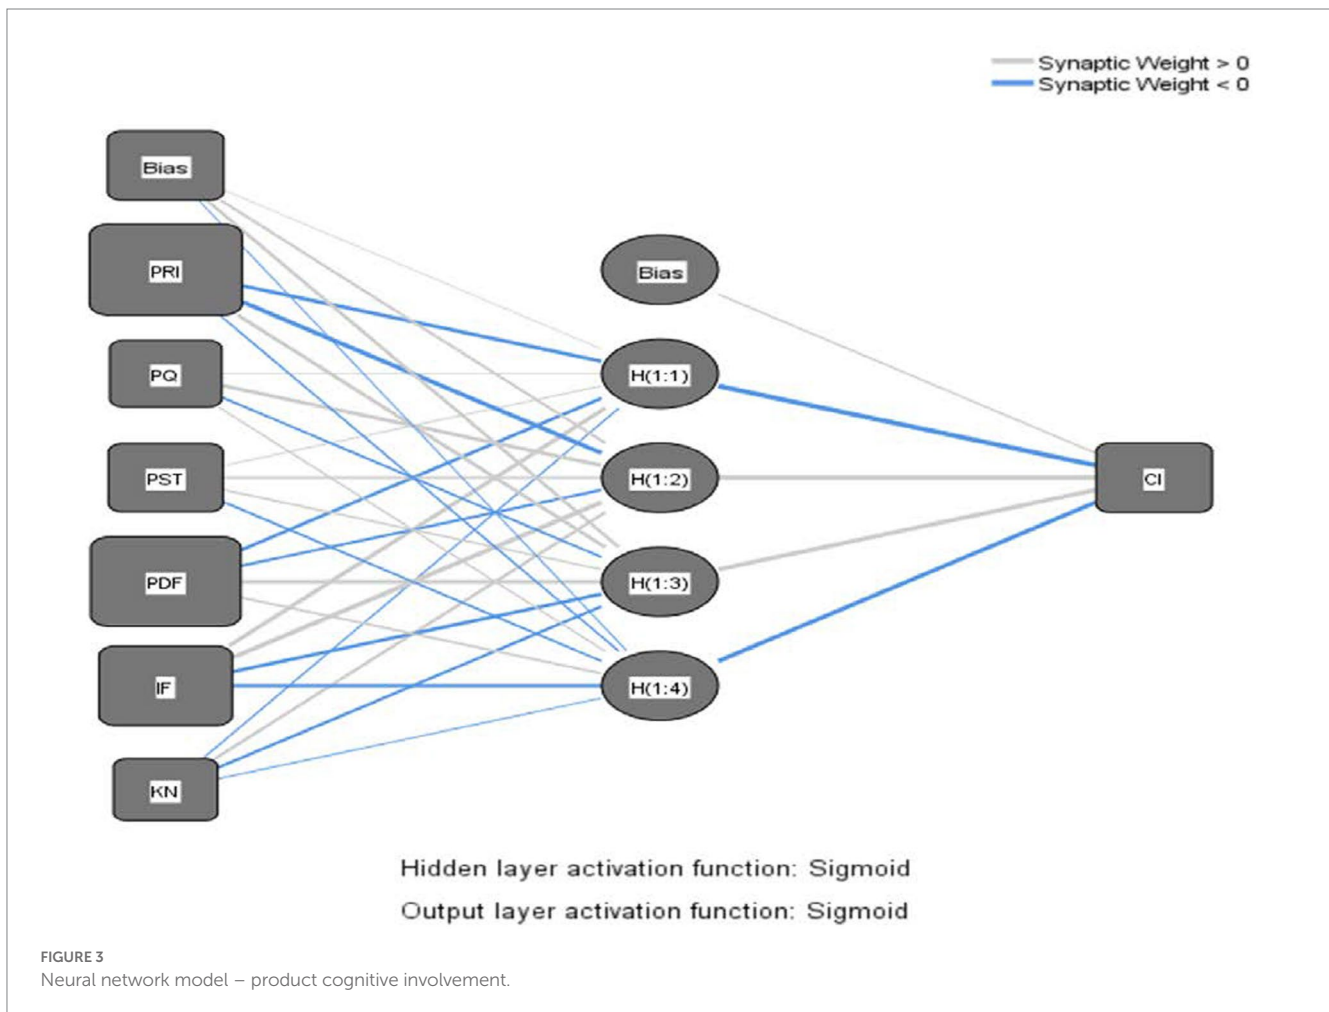 Synaptic Weight > 0
Synaptic Weight < 0
Bias
PRI
PQ
PST
PDF
IF
KN
Bias
H(1:1)
H(1:2)
H(1:3)
H(1:4)
CI
Hidden layer activation function: Sigmoid
Output layer activation function: Sigmoid
FIGURE 3
Neural network model – product cognitive involvement.